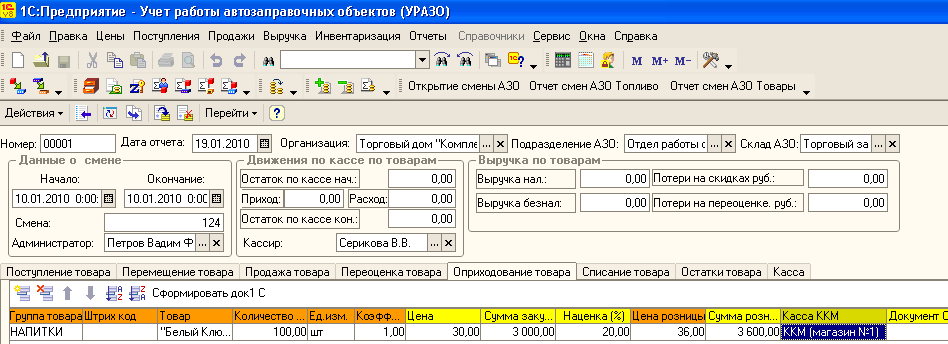 1С:Предприятие - Учет работы автозаправочных объектов (УРАЗО)
Файл Правка Цены Поступления Продажи Выручка Инвентаризация Отчеты Справочники Сервис Окна Справка
M M+ M-
Открытие смены АЗО Отчет смен АЗО Топливо Отчет смен АЗО Товары
Действия Перейти
Номер: 00001 Дата отчета: 19.01.2010 Организация: Торговый дом "Компле ... Подразделение АЗО: Отдел работы с ... Склад АЗО: Торговый за ...
Данные о смене Движения по кассе по товарам Выручка по товарам
Начало: Окончание: Остаток по кассе нач.: 0,00 Выручка нал.: 0,00 Потери на скидках руб.: 0,00
10.01.2010 0:00 10.01.2010 0:00 Приход: 0,00 Расход: 0,00 Выручка безнал: 0,00 Потери на переоценке. руб.: 0,00
Смена: 124 Остаток по кассе кон.: 0,00
Администратор: Петров Вадим Ф ... Кассир: Серикова В.В. ...
Поступление товара Перемещение товара Продажа товара Переоценка товара Оприходование товара Списание товара Остатки товара Касса
Сформировать док1 С
Группа товара Штрих код Товар Количество ... Ед.изм. Коэфф... Цена Сумма заку... Наценка (%) Цена розницы Сумма розн... Касса ККМ Документ С
НАПИТКИ "Белый Клю... 100,00 шт 1,00 30,00 3 000,00 20,00 36,00 3 600,00 ККМ (магазин №1)